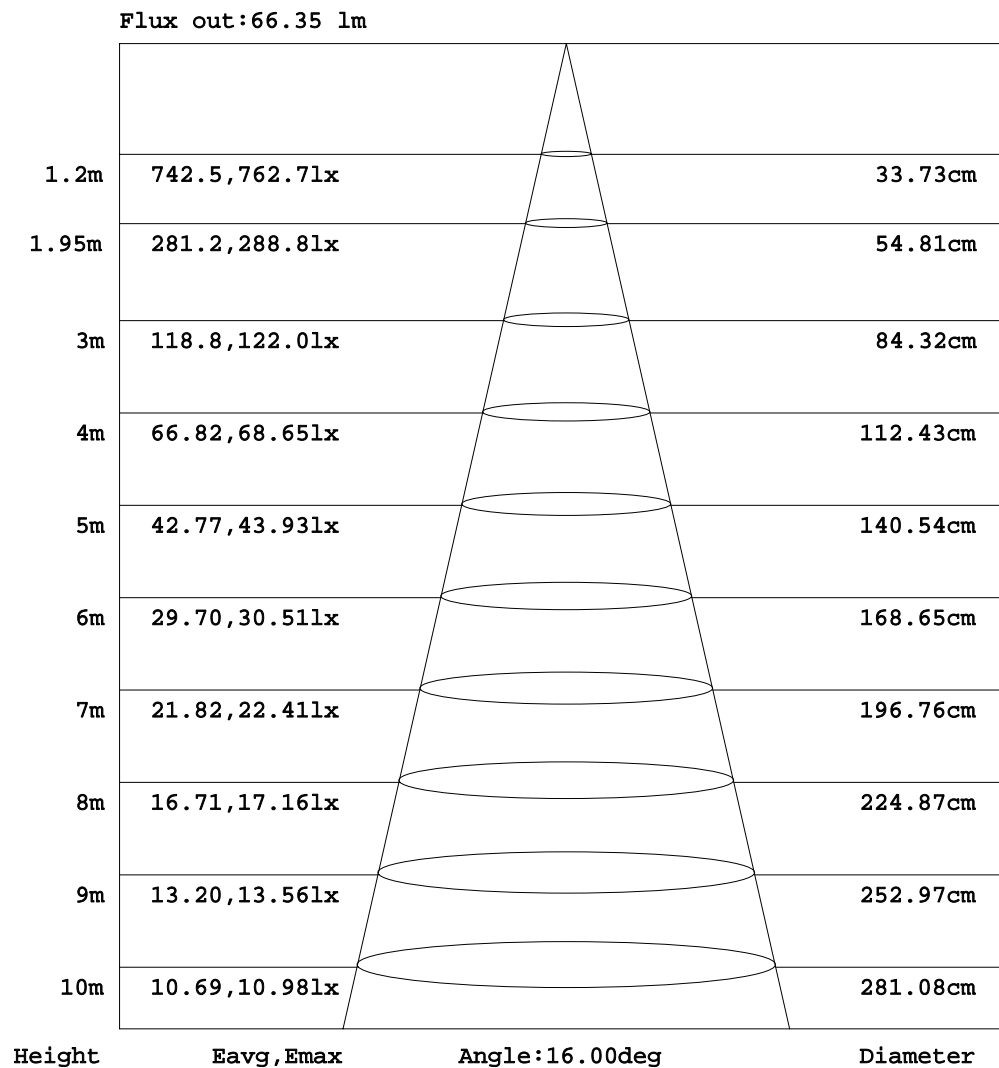 Flux out:66.35 lm
1.2m 742.5,762.7lx 33.73cm
1.95m 281.2,288.8lx 54.81cm
3m 118.8,122.0lx 84.32cm
4m 66.82,68.65lx 112.43cm
5m 42.77,43.93lx 140.54cm
6m 29.70,30.51lx 168.65cm
7m 21.82,22.41lx 196.76cm
8m 16.71,17.16lx 224.87cm
9m 13.20,13.56lx 252.97cm
10m 10.69,10.98lx 281.08cm
Height Eavg,Emax Angle:16.00deg Diameter